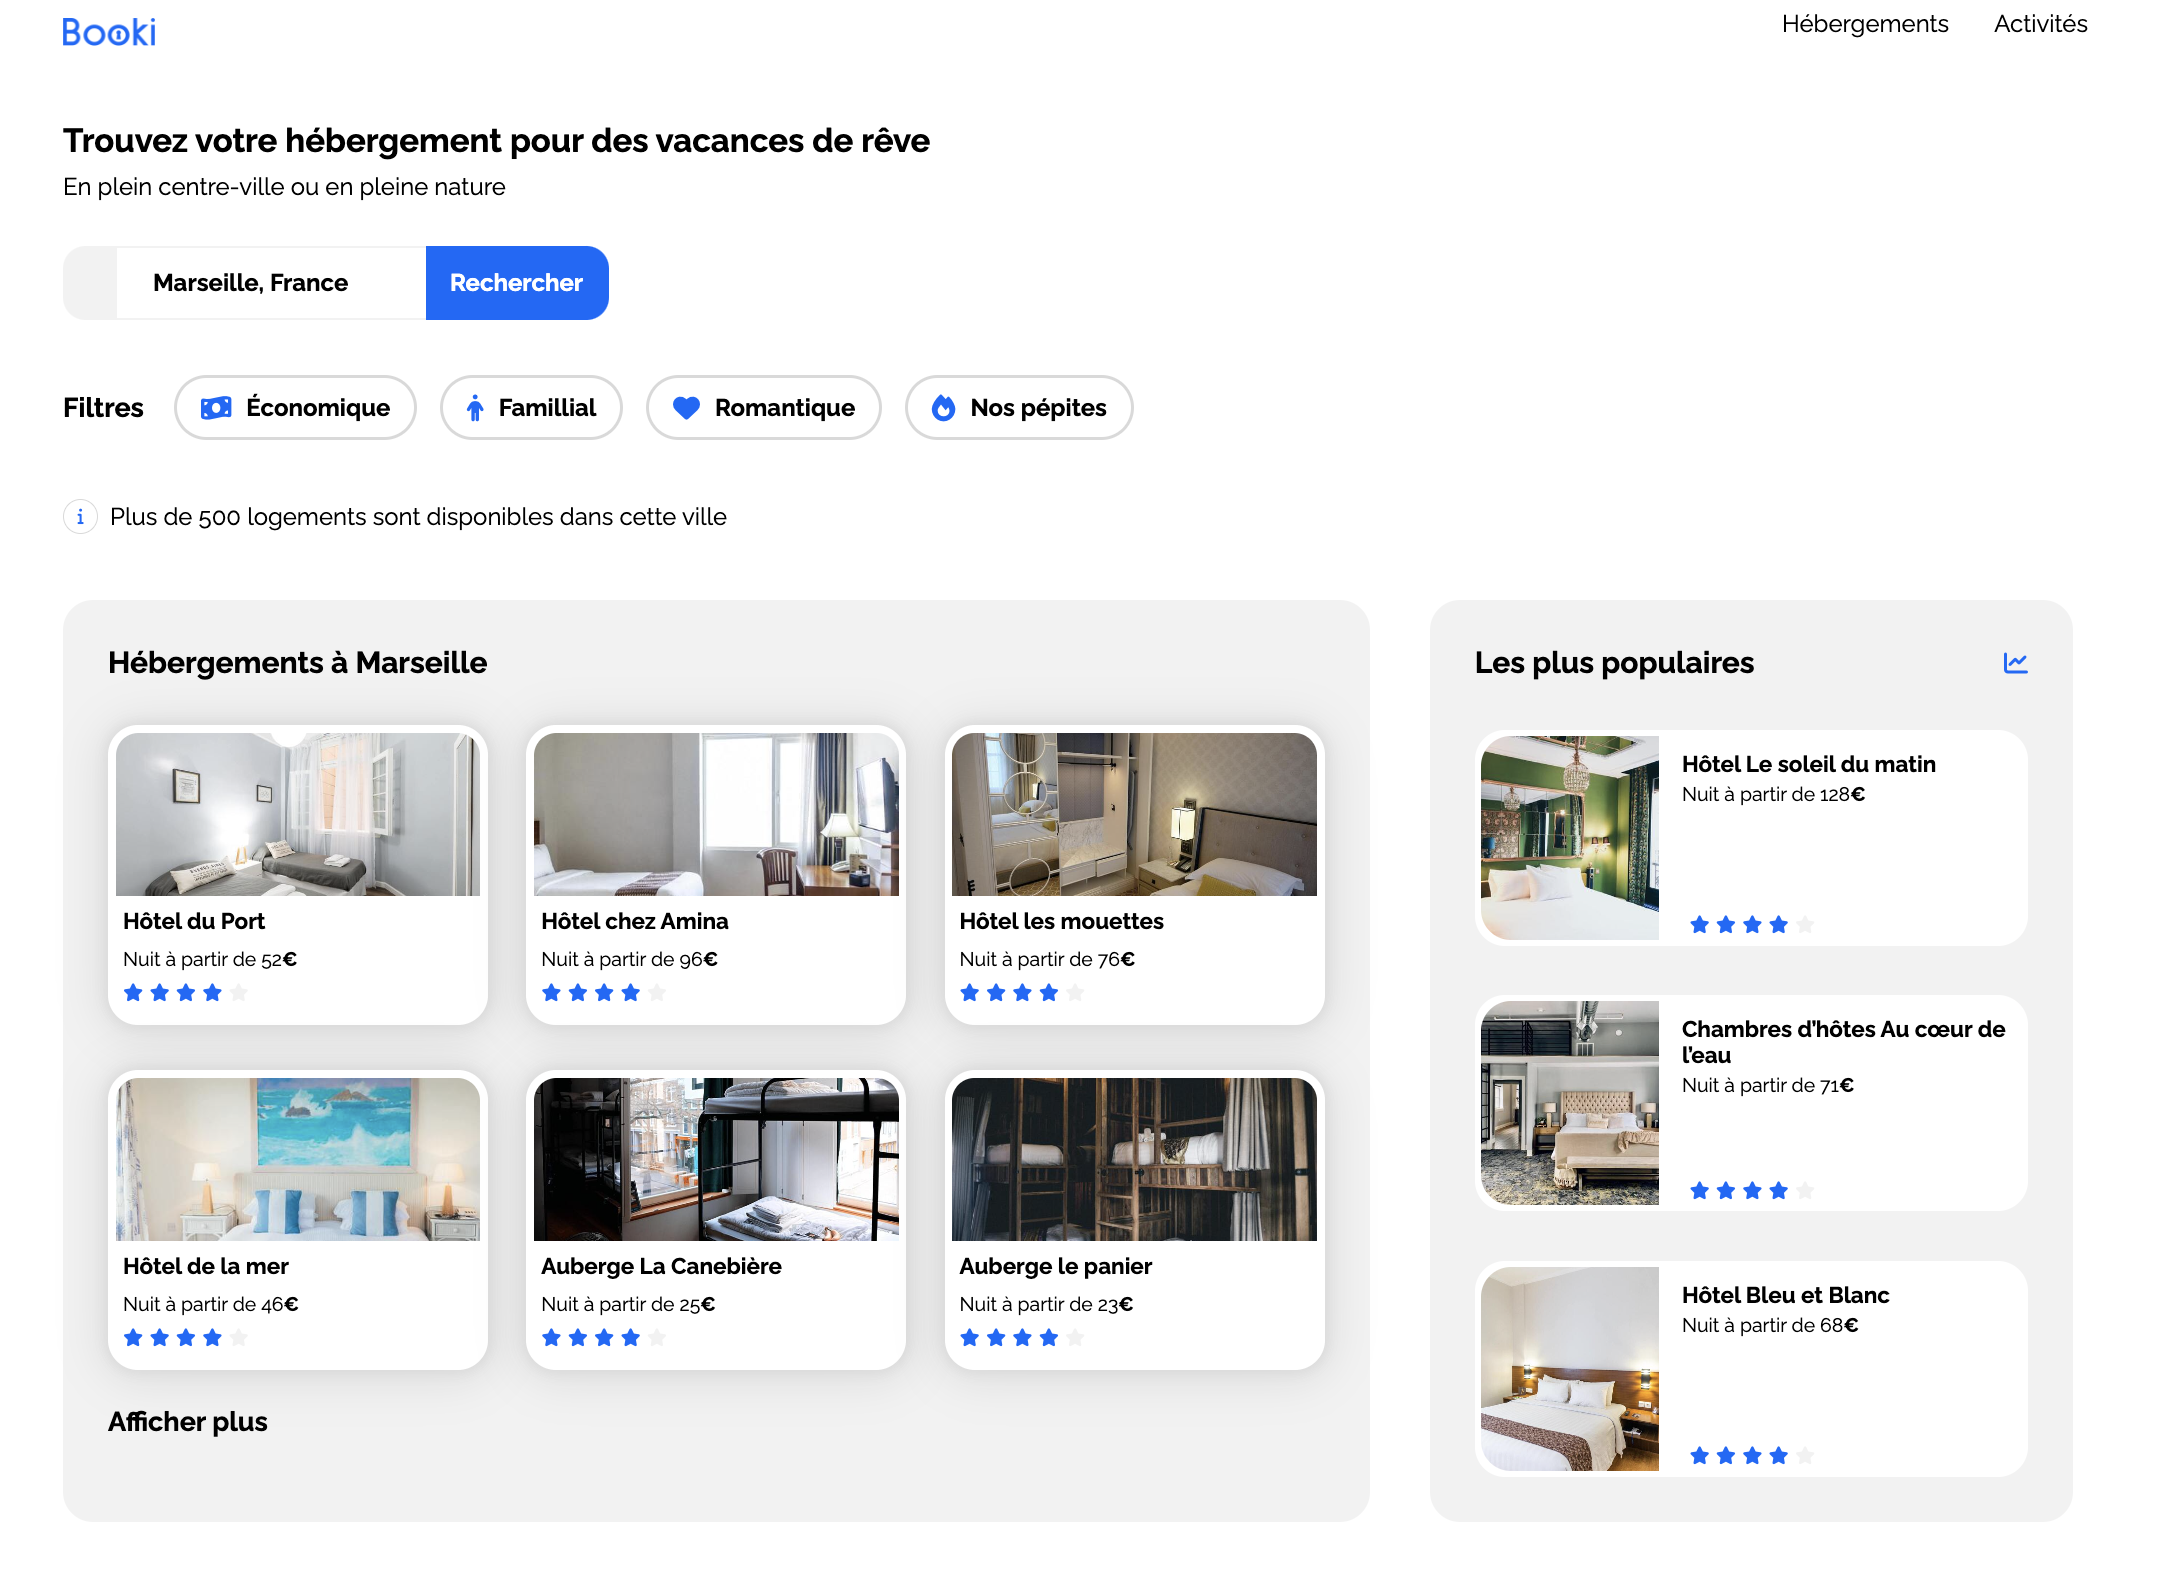 Booki
Hébergements
Activités
Trouvez votre hébergement pour des vacances de rêve
En plein centre-ville ou en pleine nature
Marseille, France
Rechercher
Filtres
Économique
Famillial
Romantique
Nos pépites
Plus de 500 logements sont disponibles dans cette ville
Hébergements à Marseille
Hôtel du Port
Nuit à partir de 52€
Hôtel chez Amina
Nuit à partir de 96€
Hôtel les mouettes
Nuit à partir de 76€
Hôtel de la mer
Nuit à partir de 46€
Auberge La Canebière
Nuit à partir de 25€
Auberge le panier
Nuit à partir de 23€
Afficher plus
Les plus populaires
Hôtel Le soleil du matin
Nuit à partir de 128€
Chambres d'hôtes Au cœur de
l'eau
Nuit à partir de 71€
Hôtel Bleu et Blanc
Nuit à partir de 68€